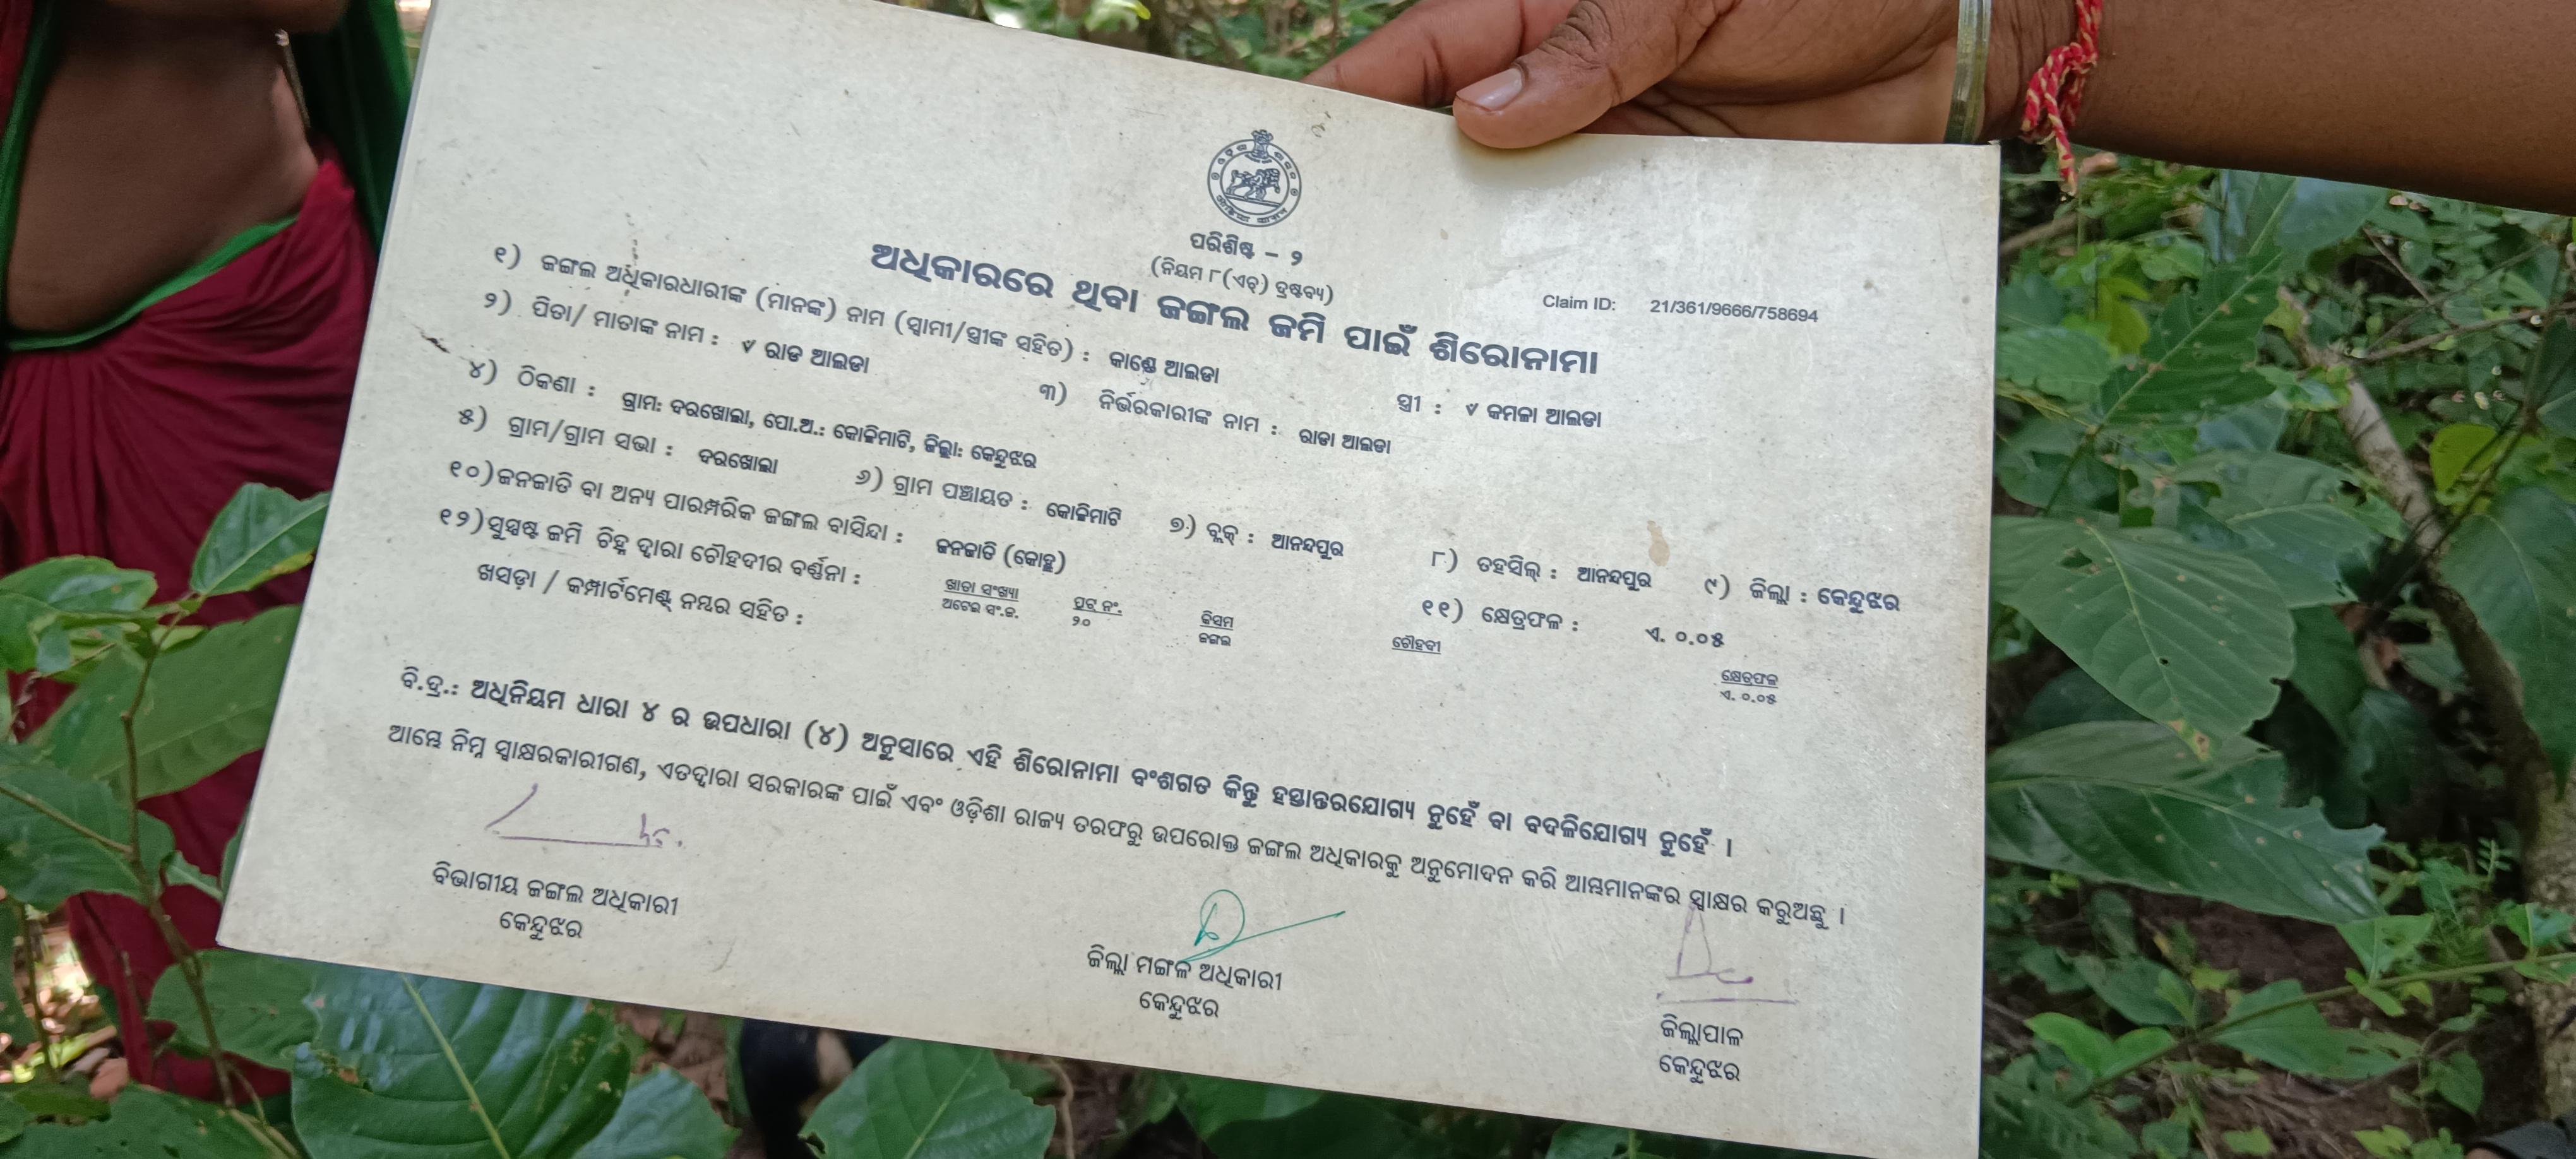 ପରିଶିଷ୍ଟ – ୨
(ନିୟମ ୮(ଏଚ୍) ଦ୍ରଷ୍ଟବ୍ୟ)
ଅଧିକାରରେ ଥିବା ଜଙ୍ଗଲ ଜମି ପାଇଁ ଶିରୋନାମା
Claim ID: 21/361/9666/758694
୧) ଜଙ୍ଗଲ ଅଧିକାରଧାରୀଙ୍କ (ମାନଙ୍କ) ନାମ (ସ୍ୱାମୀ/ସ୍ତ୍ରୀଙ୍କ ସହିତ) : କାଣ୍ଡେ ଆଲଡା ସ୍ତ୍ରୀ : ୰ କମଳା ଆଲଡା
୨) ପିତା/ ମାତାଙ୍କ ନାମ : ୰ ରାଡ ଆଲଡା ୩) ନିର୍ଭରକାରୀଙ୍କ ନାମ : ରାଡା ଆଲଡା
୪) ଠିକଣା : ଗ୍ରାମ: ଦରଖୋଲା, ପୋ.ଅ.: କୋଳିମାଟି, ଜିଲ୍ଲା: କେନ୍ଦୁଝର
୫) ଗ୍ରାମ/ଗ୍ରାମ ସଭା : ଦରଖୋଲା ୬) ଗ୍ରାମ ପଞ୍ଚାୟତ : କୋଳିମାଟି ୭) ବ୍ଲକ୍ : ଆନନ୍ଦପୁର ୮) ତହସିଲ୍ : ଆନନ୍ଦପୁର ୯) ଜିଲ୍ଲା : କେନ୍ଦୁଝର
୧୦) ଜନଜାତି ବା ଅନ୍ୟ ପାରମ୍ପରିକ ଜଙ୍ଗଲ ବାସିନ୍ଦା : ଜନଜାତି (କୋହ୍ଲ) ୧୧) କ୍ଷେତ୍ରଫଳ : ଏ. ୦.୦୫
୧୨) ସୁସ୍ପଷ୍ଟ ଜମି ଚିହ୍ନ ଦ୍ୱାରା ଚୌହଦୀର ବର୍ଣ୍ଣନା : ଖାତା ସଂଖ୍ୟା ପ୍ଲଟ୍ ନଂ. କିସମ ଚୌହଦୀ କ୍ଷେତ୍ରଫଳ
ଖସଡ଼ା / କମ୍ପାର୍ଟମେଣ୍ଟ୍ ନମ୍ବର ସହିତ : ଅଟେଇ ସଂ.ଜ. ୨୦ ଜଙ୍ଗଲ ଏ. ୦.୦୫
ବି.ଦ୍ର.: ଅଧିନିୟମ ଧାରା ୪ ର ଉପଧାରା (୪) ଅନୁସାରେ ଏହି ଶିରୋନାମା ବଂଶଗତ କିନ୍ତୁ ହସ୍ତାନ୍ତରଯୋଗ୍ୟ ନୁହେଁ ବା ବଦଳିଯୋଗ୍ୟ ନୁହେଁ ।
ଆମ୍ଭେ ନିମ୍ନ ସ୍ୱାକ୍ଷରକାରୀଗଣ, ଏତଦ୍ୱାରା ସରକାରଙ୍କ ପାଇଁ ଏବଂ ଓଡ଼ିଶା ରାଜ୍ୟ ତରଫରୁ ଉପରୋକ୍ତ ଜଙ୍ଗଲ ଅଧିକାରକୁ ଅନୁମୋଦନ କରି ଆମ୍ଭମାନଙ୍କର ସ୍ୱାକ୍ଷର କରୁଅଛୁ ।
ବିଭାଗୀୟ ଜଙ୍ଗଲ ଅଧିକାରୀ
କେନ୍ଦୁଝର
ଜିଲ୍ଲା ମଙ୍ଗଳ ଅଧିକାରୀ
କେନ୍ଦୁଝର
ଜିଲ୍ଲାପାଳ
କେନ୍ଦୁଝର